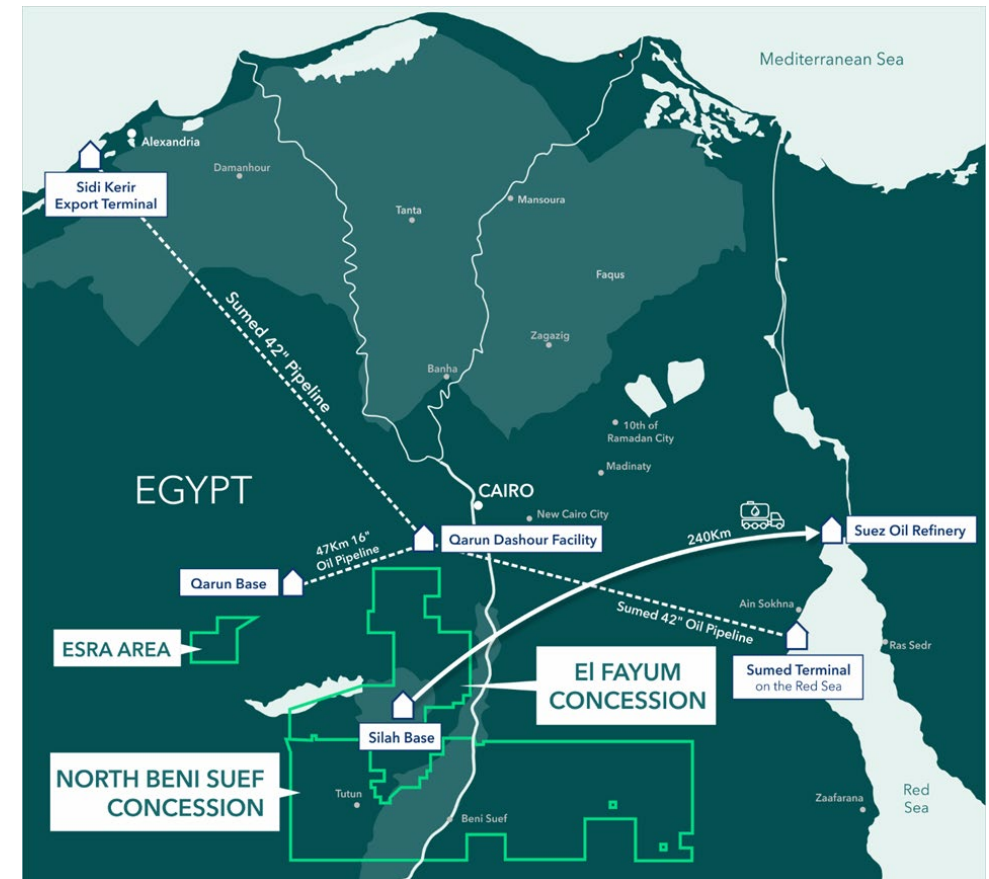 Mediterranean Sea
Alexandria
Sidi Kerir
Export Terminal
Damanhour
Tanta
Mansoura
Faqus
Zagazig
Banha
Sumed 42" Pipeline
10th of
Ramadan City
Madinaty
EGYPT
CAIRO
New Cairo City
47Km 16"
Oil Pipeline
Qarun Dashour Facility
240Km
Suez Oil Refinery
Qarun Base
Ain Sokhna
Sumed 42" Oil Pipeline
ESRA AREA
Ras Sedr
El FAYUM
CONCESSION
Sumed Terminal
on the Red Sea
Silah Base
NORTH BENI SUEF
CONCESSION
Tutun
Beni Suef
Zaafarana
Red
Sea